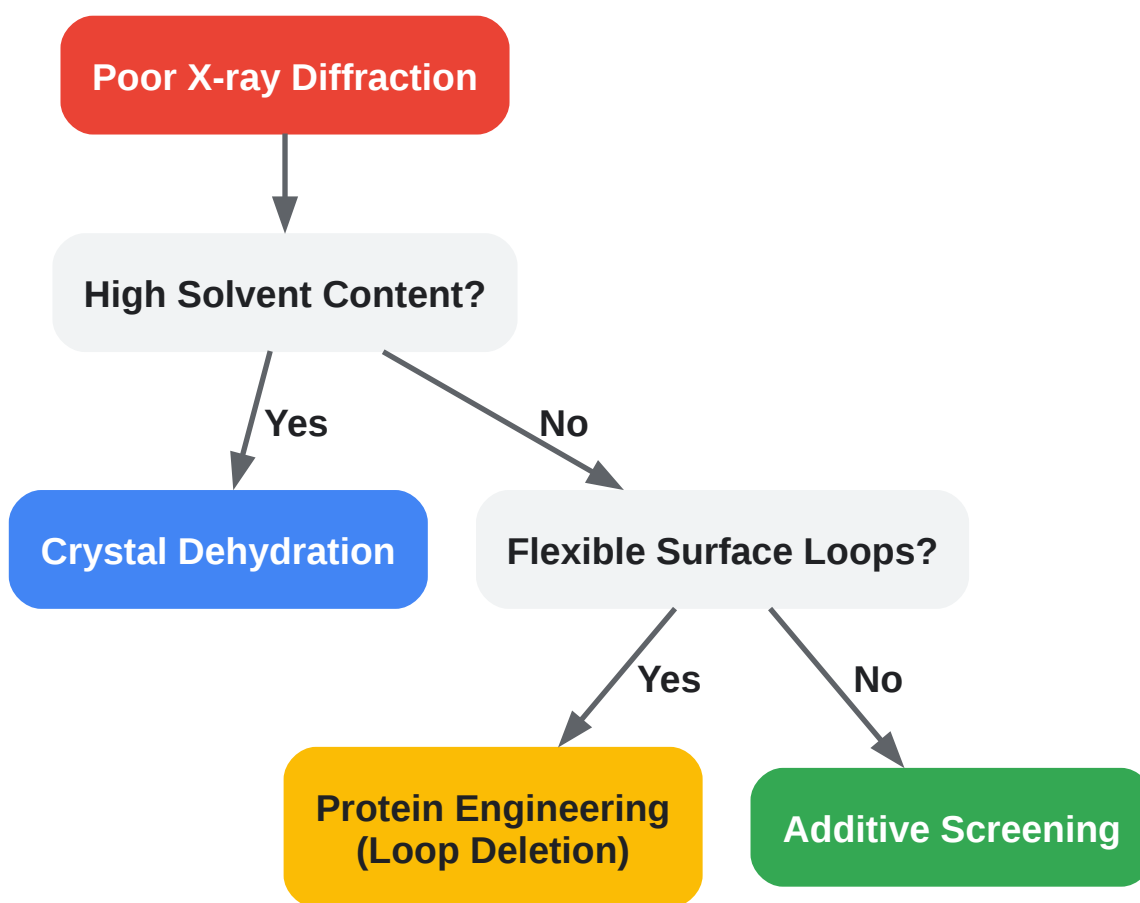 Poor X-ray Diffraction
High Solvent Content?
Yes
No
Crystal Dehydration
Flexible Surface Loops?
Yes
No
Protein Engineering
(Loop Deletion)
Additive Screening